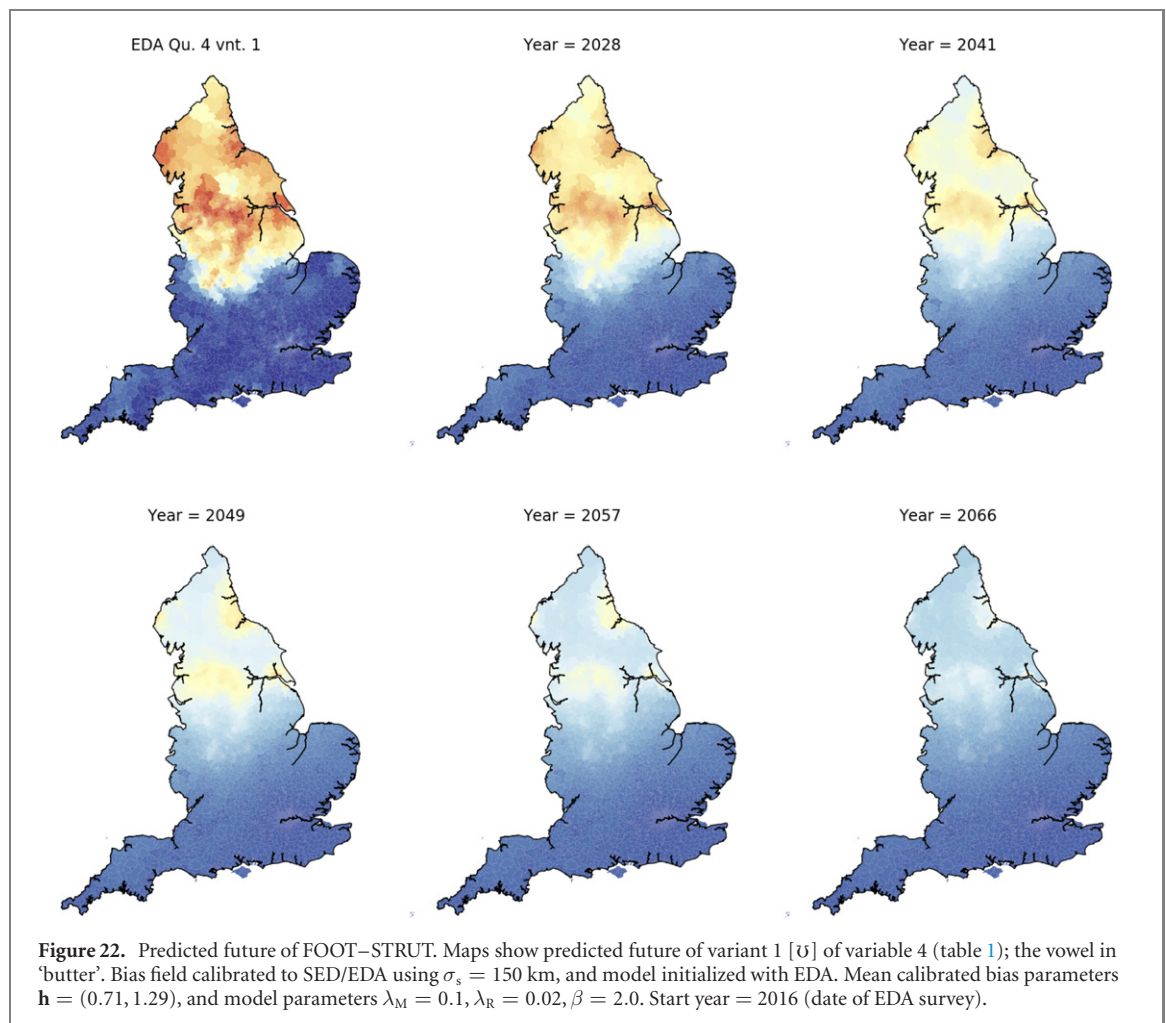 EDA Qu. 4 vnt. 1
Year = 2028
Year = 2041
Year = 2049
Year = 2057
Year = 2066
Figure 22. Predicted future of FOOT–STRUT. Maps show predicted future of variant 1 [ʊ] of variable 4 (table 1); the vowel in
‘butter’. Bias field calibrated to SED/EDA using σs = 150 km, and model initialized with EDA. Mean calibrated bias parameters
h = (0.71, 1.29), and model parameters λM = 0.1, λR = 0.02, β = 2.0. Start year = 2016 (date of EDA survey).